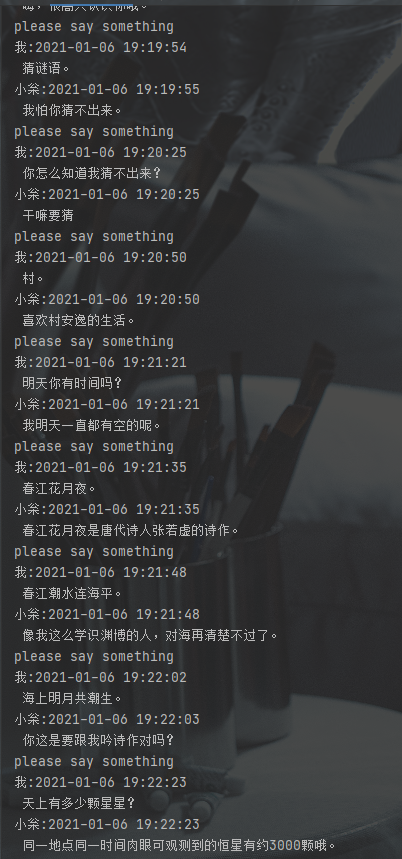 嗨，很高兴认识你哦。
please say something
我:2021-01-06 19:19:54
猜谜语。
小笨:2021-01-06 19:19:55
我怕你猜不出来。
please say something
我:2021-01-06 19:20:25
你怎么知道我猜不出来？
小笨:2021-01-06 19:20:25
干嘛要猜
please say something
我:2021-01-06 19:20:50
村。
小笨:2021-01-06 19:20:50
喜欢村安逸的生活。
please say something
我:2021-01-06 19:21:21
明天你有时间吗？
小笨:2021-01-06 19:21:21
我明天一直都有空的呢。
please say something
我:2021-01-06 19:21:35
春江花月夜。
小笨:2021-01-06 19:21:35
春江花月夜是唐代诗人张若虚的诗作。
please say something
我:2021-01-06 19:21:48
春江潮水连海平。
小笨:2021-01-06 19:21:48
像我这么学识渊博的人，对海再清楚不过了。
please say something
我:2021-01-06 19:22:02
海上明月共潮生。
小笨:2021-01-06 19:22:03
你这是要跟我吟诗作对吗？
please say something
我:2021-01-06 19:22:23
天上有多少颗星星？
小笨:2021-01-06 19:22:23
同一地点同一时间肉眼可观测到的恒星有约3000颗哦。